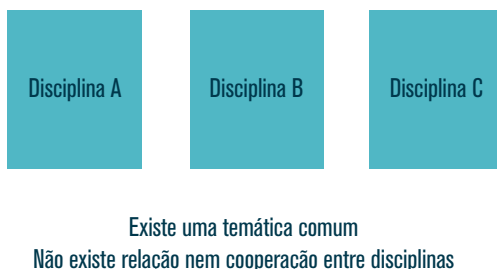 Disciplina A
Disciplina B
Disciplina C
Existe uma temática comum
Não existe relação nem cooperação entre disciplinas